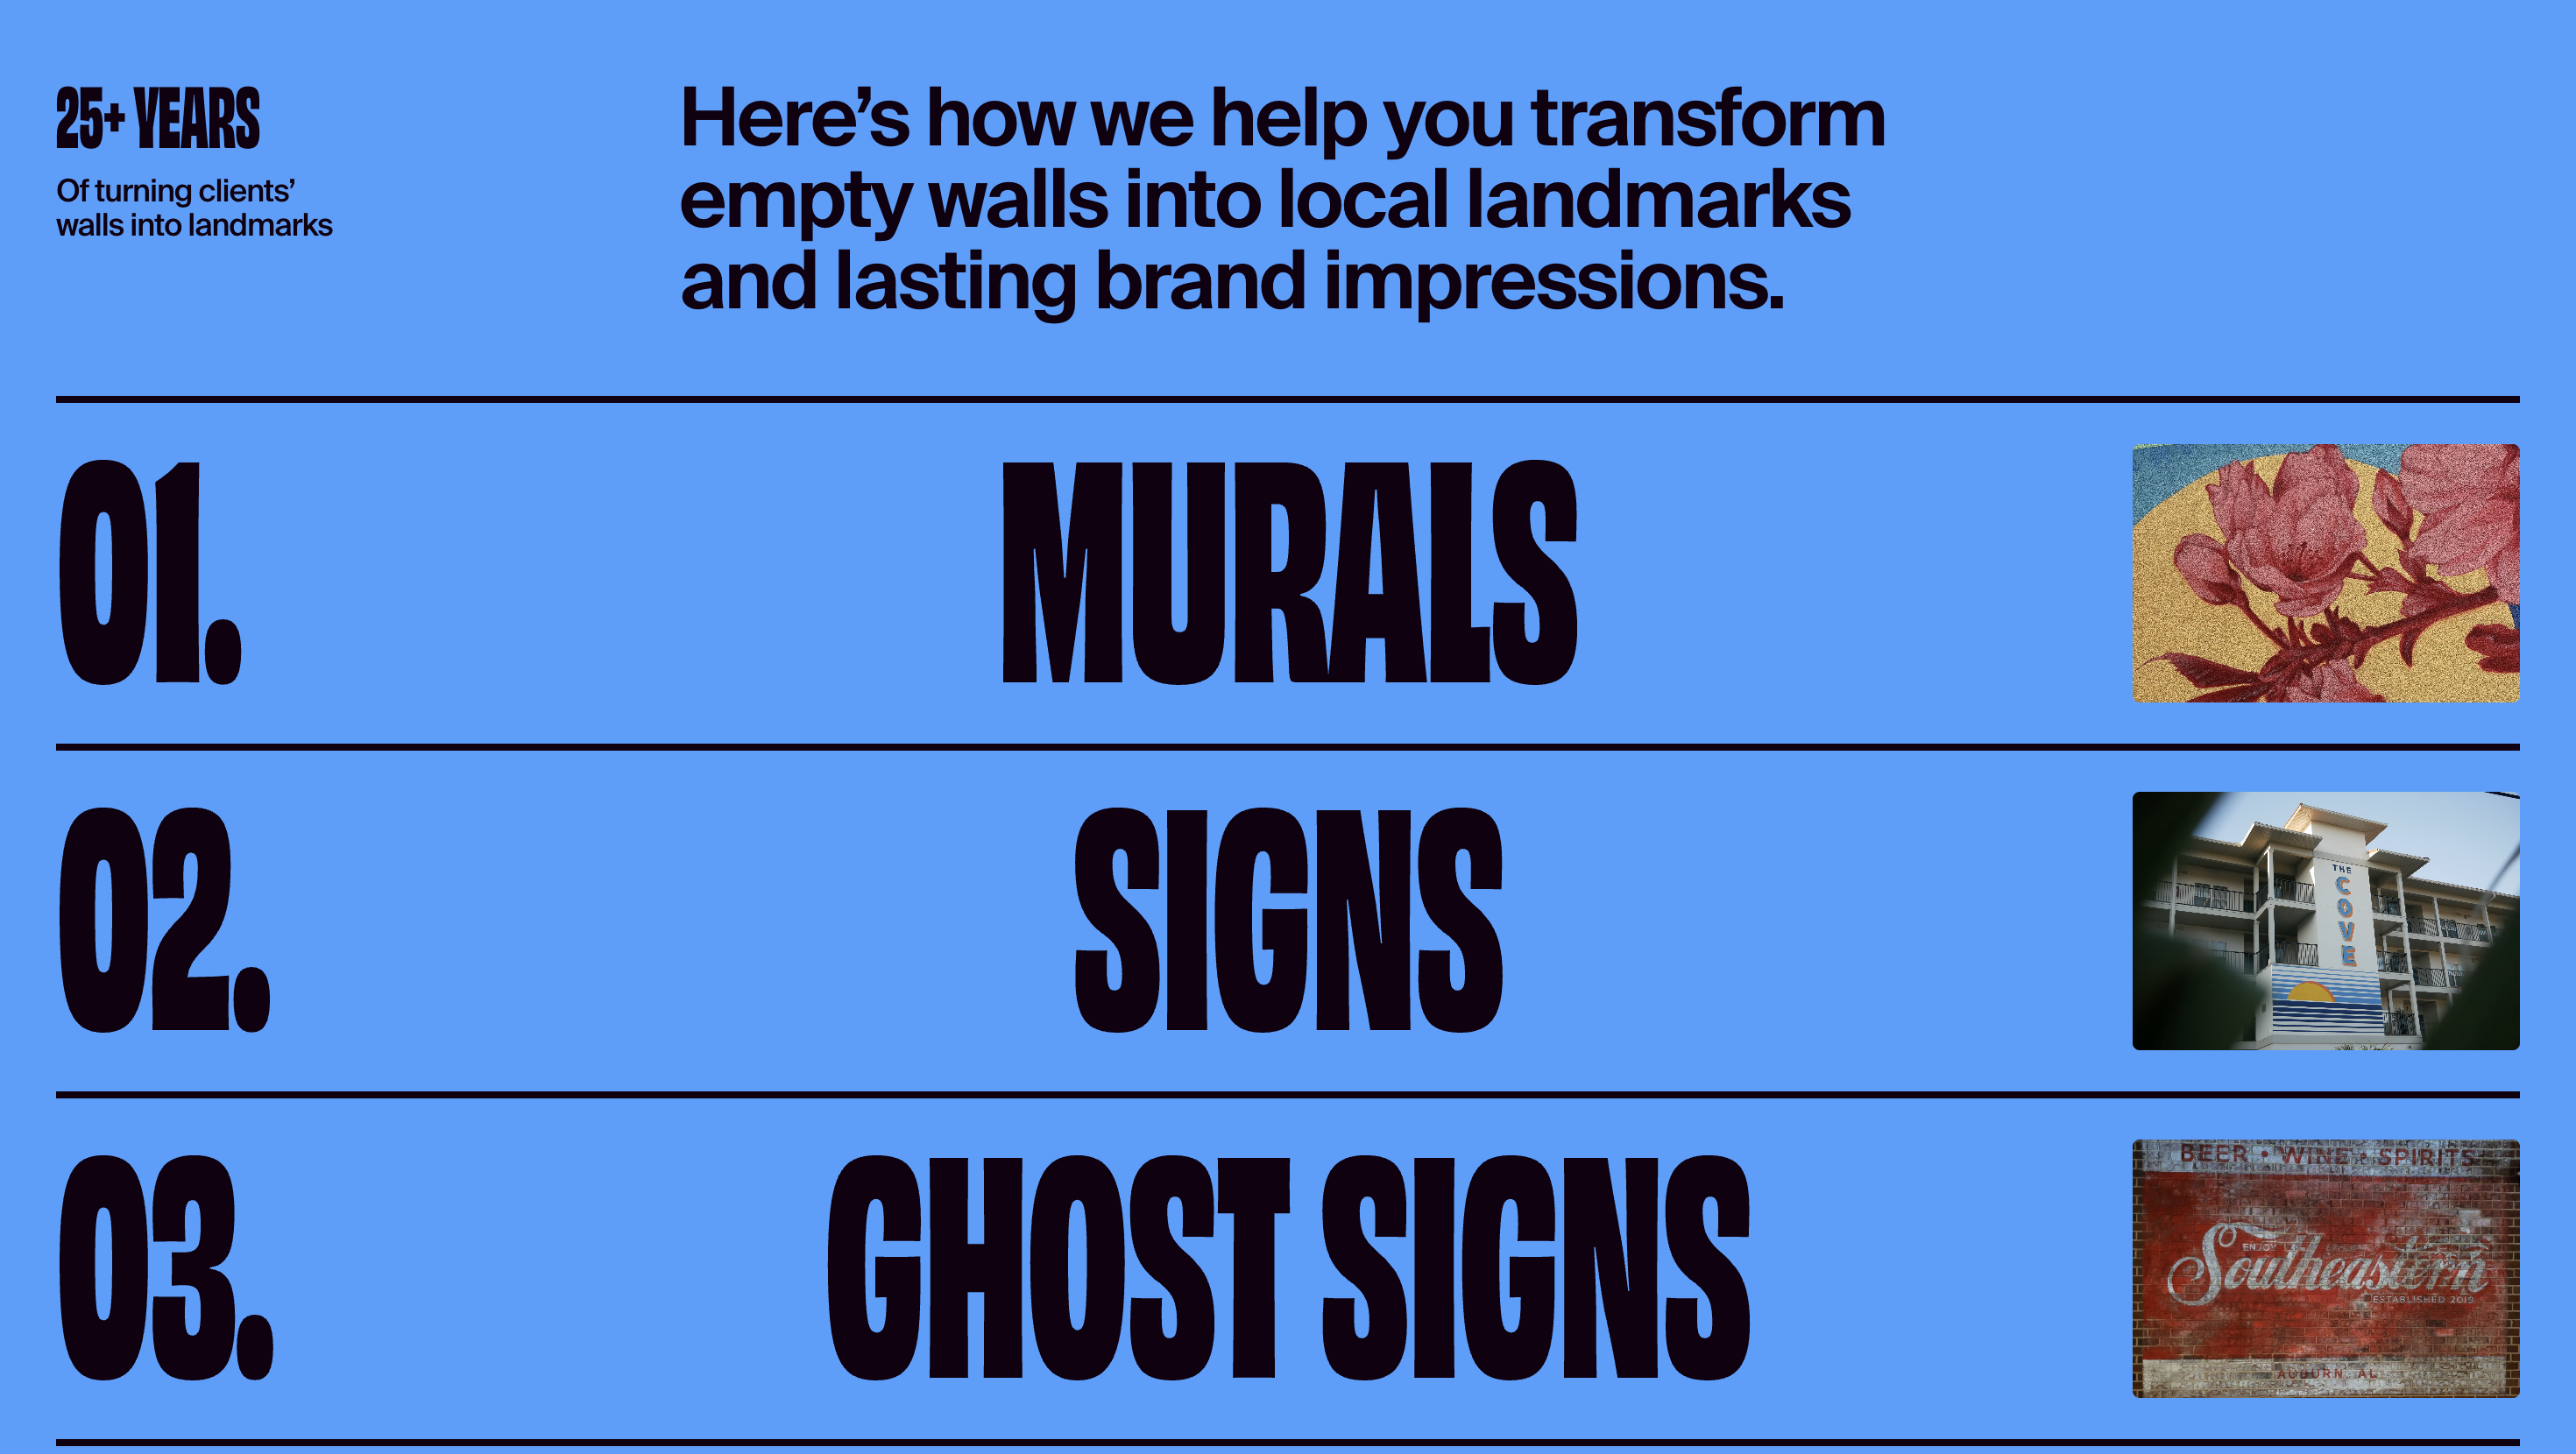 25+ YEARS
Of turning clients’
walls into landmarks
Here’s how we help you transform
empty walls into local landmarks
and lasting brand impressions.
01.
MURALS
02.
SIGNS
THE
COVE
03.
GHOST SIGNS
BEER • WINE • SPIRITS
ENJOY
Southeastern
ESTABLISHED 2019
AUBURN, AL